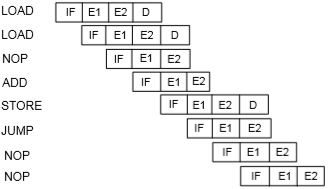 LOAD IF E1 E2 D
LOAD IF E1 E2 D
NOP IF E1 E2
ADD IF E1 E2
STORE IF E1 E2 D
JUMP IF E1 E2
NOP IF E1 E2
NOP IF E1 E2